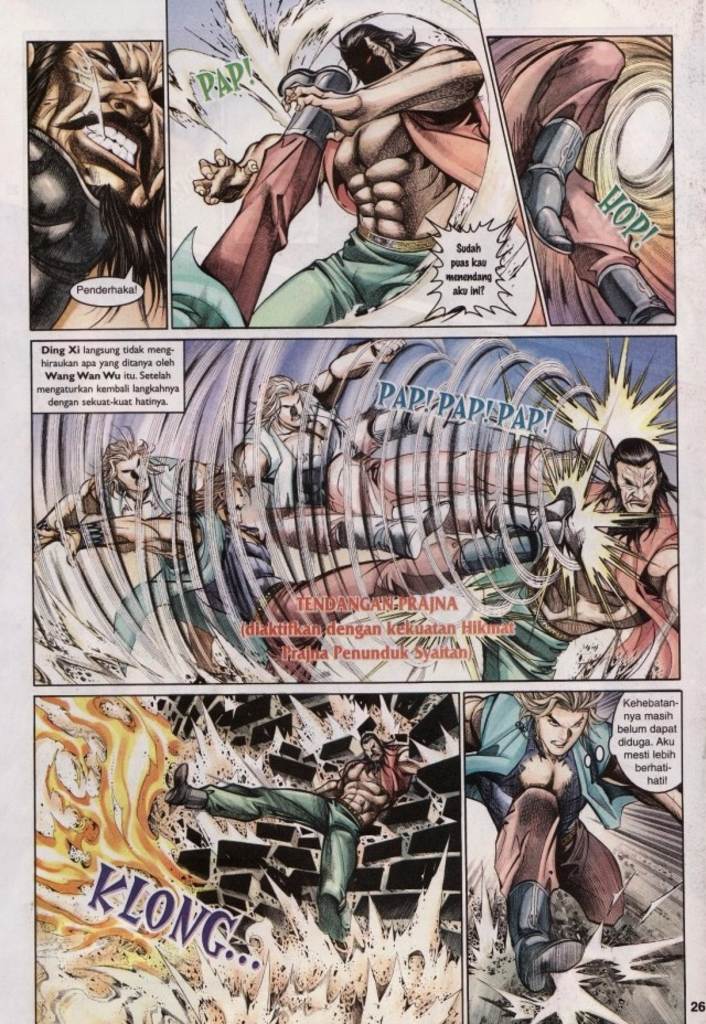 Penderhaka!
PAP!
Sudah
puas kau
menendang
aku ini?
HOP!
Ding Xi langsung tidak meng-
hiraukan apa yang ditanya oleh
Wang Wan Wu itu. Setelah
mengaturkan kembali langkahnya
dengan sekuat-kuat hatinya.
PAP! PAP! PAP!
TENDANGAN PRAJNA
(diaktifkan dengan kekuatan Hikmat
Prajna Penunduk Syaitan)
KLONG...
Kehebatan-
nya masih
belum dapat
diduga. Aku
mesti lebih
berhati-
hati!
26